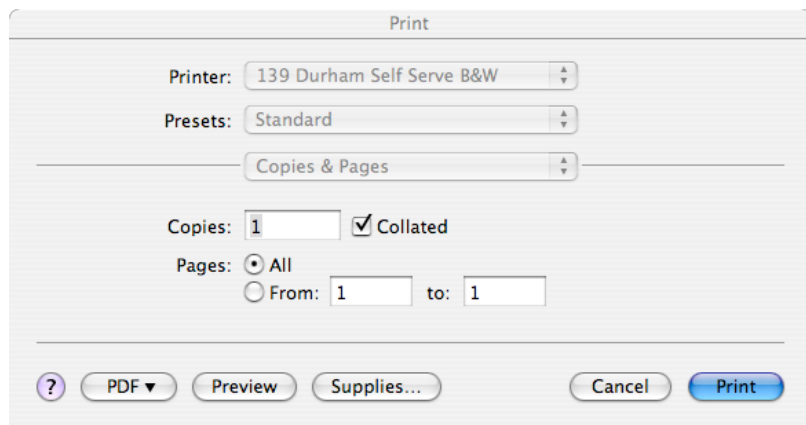 Print
Printer: 139 Durham Self Serve B&W
Presets: Standard
Copies & Pages
Copies: 1 Collated
Pages: All
From: 1 to: 1
? PDF ▼ Preview Supplies... Cancel Print